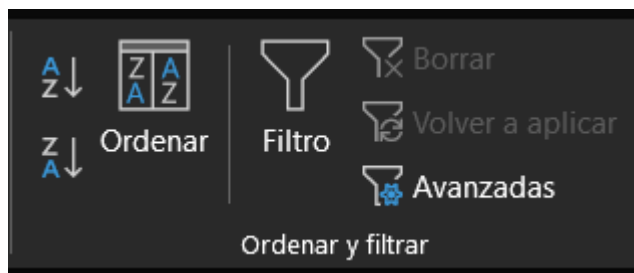 A
Z
Z
A
Z A
A Z
Ordenar
Filtro
Borrar
Volver a aplicar
Avanzadas
Ordenar y filtrar